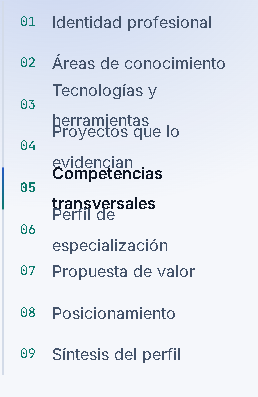 01 Identidad profesional
02 Áreas de conocimiento
03 Tecnologías y
herramientas
04 Proyectos que lo
evidencian
05 Competencias
transversales
06 Perfil de
especialización
07 Propuesta de valor
08 Posicionamiento
09 Síntesis del perfil